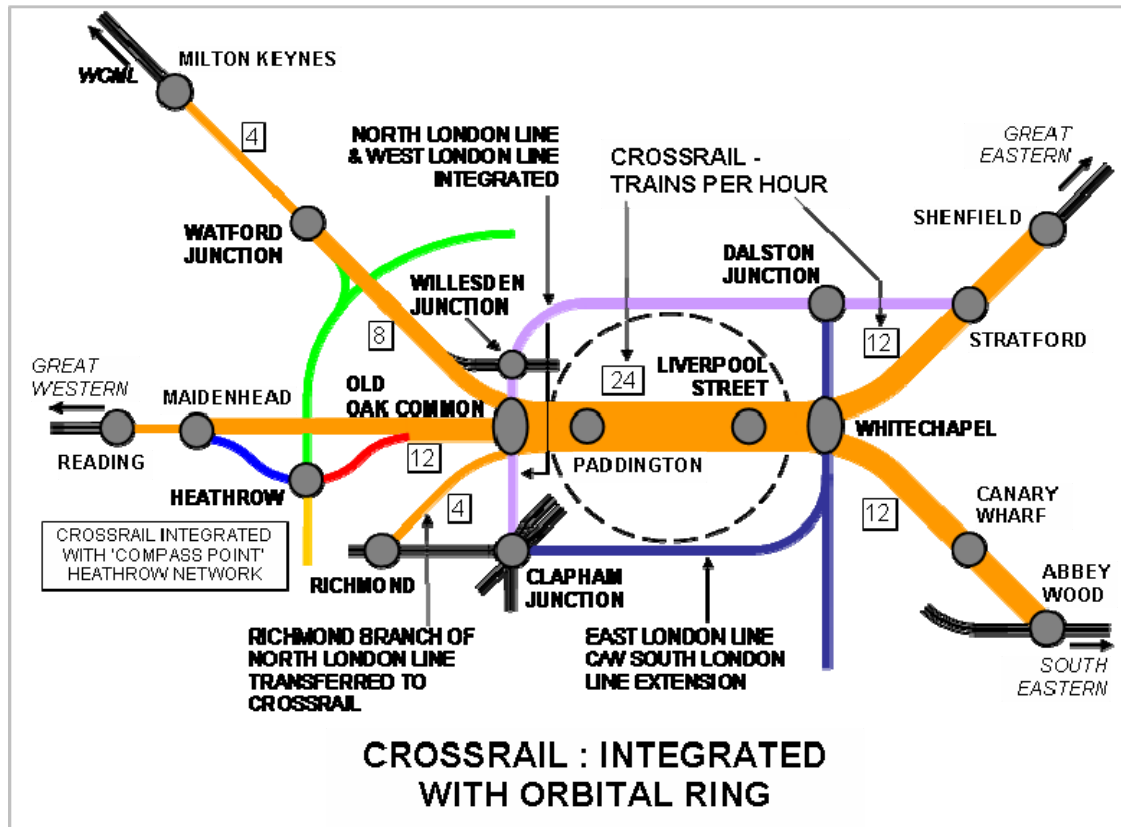 MILTON KEYNES
WCML
4
NORTH LONDON LINE
& WEST LONDON LINE
INTEGRATED
CROSSRAIL -
TRAINS PER HOUR
GREAT
EASTERN
SHENFIELD
WATFORD
JUNCTION
WILLESDEN
JUNCTION
DALSTON
JUNCTION
8
12
STRATFORD
GREAT
WESTERN
MAIDENHEAD
OLD
OAK COMMON
24
LIVERPOOL
STREET
WHITECHAPEL
READING
12
PADDINGTON
HEATHROW
4
12
CANARY
WHARF
CROSSRAIL INTEGRATED
WITH 'COMPASS POINT'
HEATHROW NETWORK
RICHMOND
CLAPHAM
JUNCTION
ABBEY
WOOD
RICHMOND BRANCH OF
NORTH LONDON LINE
TRANSFERRED TO
CROSSRAIL
EAST LONDON LINE
C/W SOUTH LONDON
LINE EXTENSION
SOUTH
EASTERN
CROSSRAIL : INTEGRATED
WITH ORBITAL RING